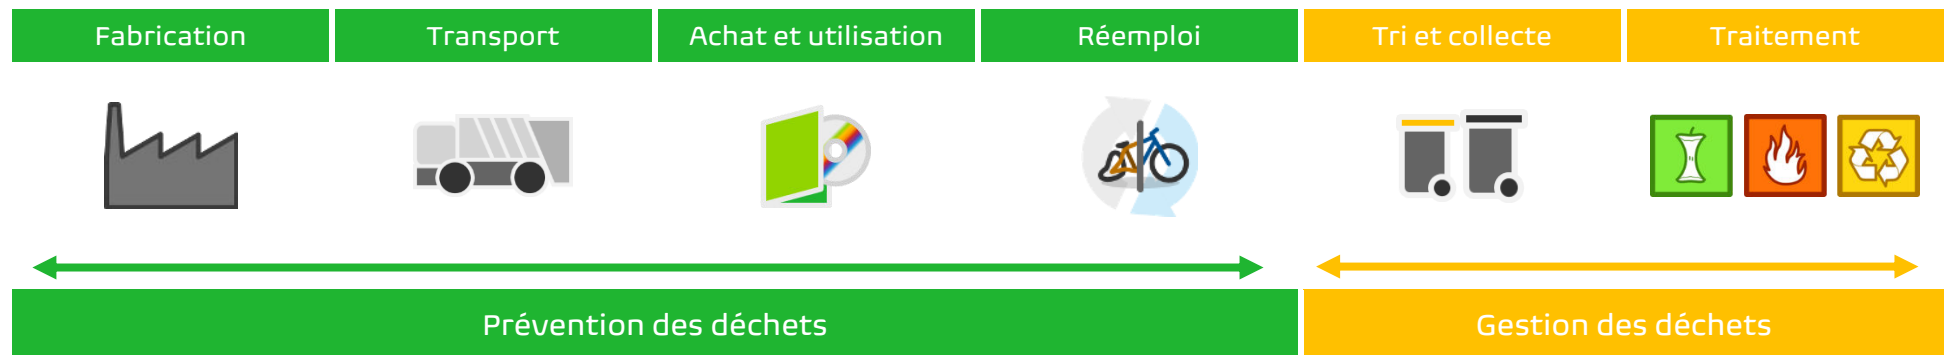 Fabrication
Transport
Achat et utilisation
Réemploi
Tri et collecte
Traitement
Prévention des déchets
Gestion des déchets